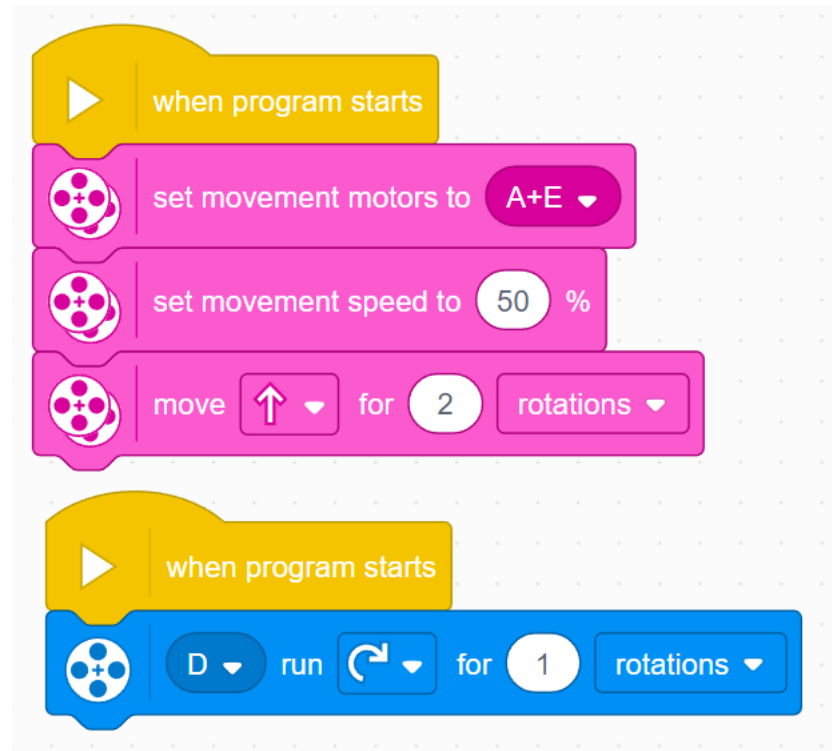 when program starts
set movement motors to A+E
set movement speed to 50 %
move for 2 rotations
when program starts
D run for 1 rotations